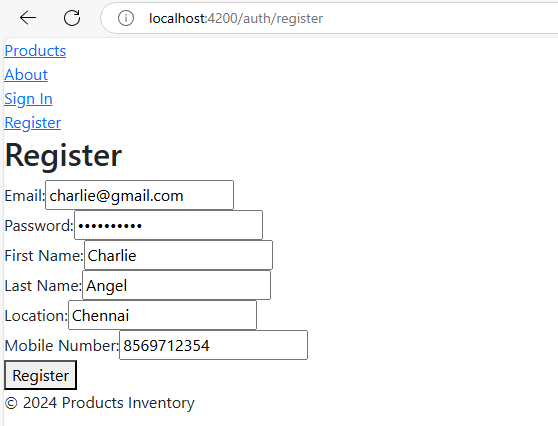 localhost:4200/auth/register
Products
About
Sign In
Register
Register
Email:charlie@gmail.com
Password:••••••••••
First Name:Charlie
Last Name:Angel
Location:Chennai
Mobile Number:8569712354
Register
© 2024 Products Inventory